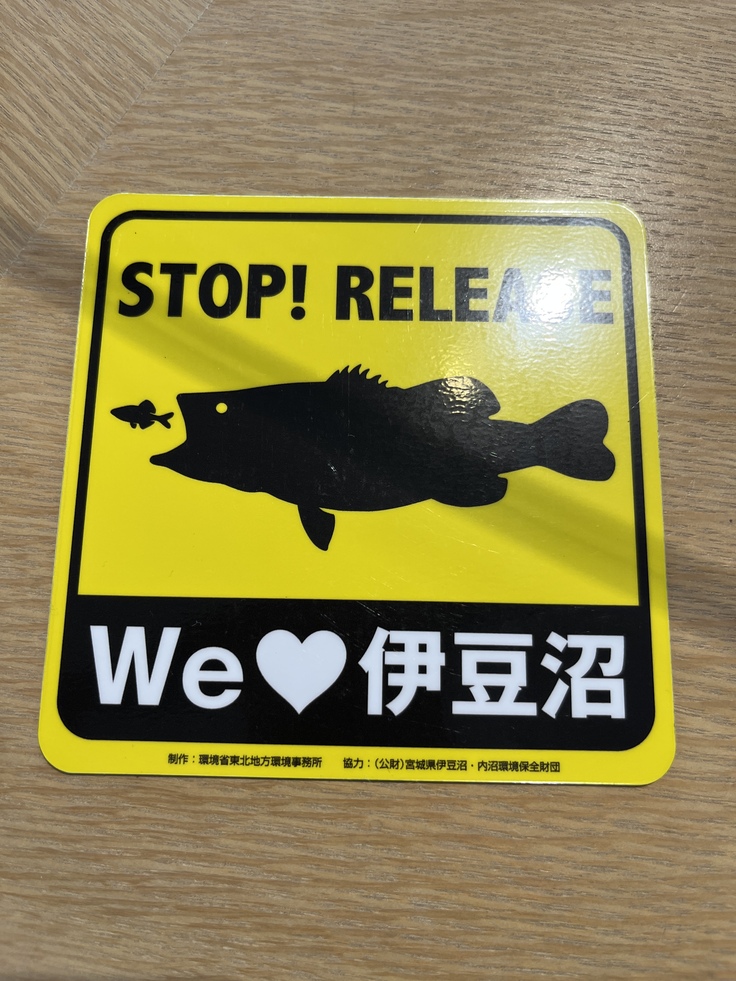 STOP! RELEASE
We♥伊豆沼
制作：環境省東北地方環境事務所　協力：(公財)宮城県伊豆沼・内沼環境保全財団